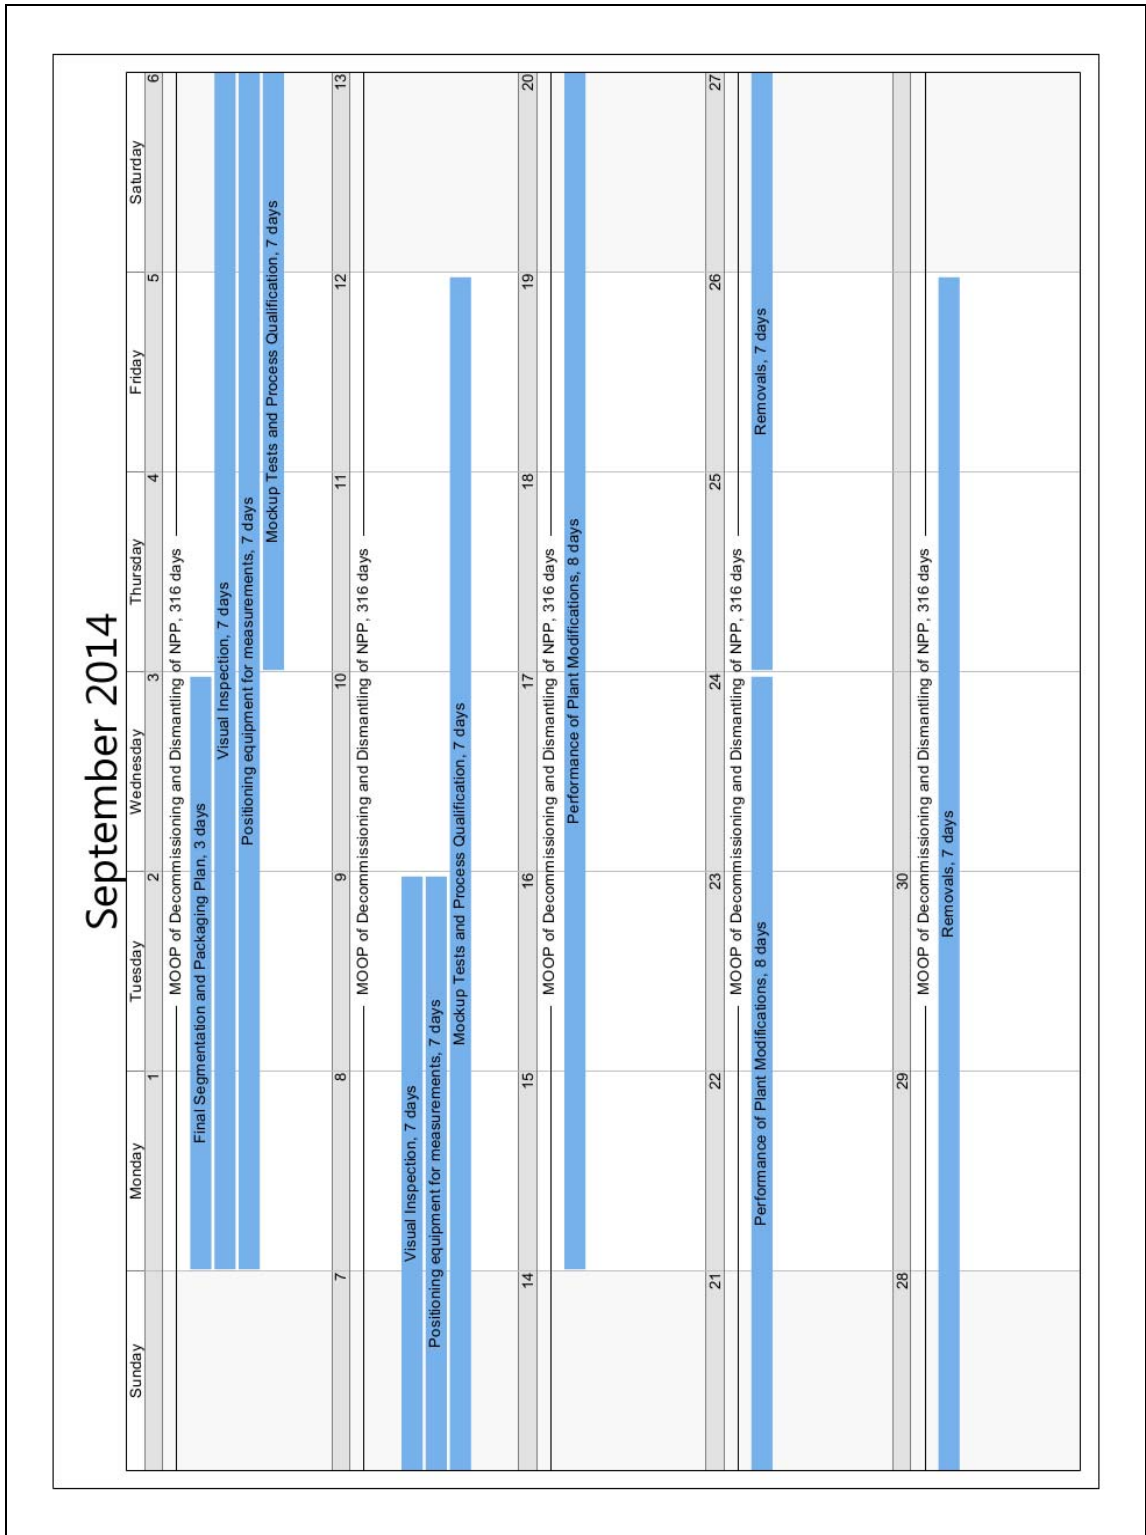 September 2014
Sunday Monday Tuesday Wednesday Thursday Friday Saturday
1 2 3 4 5 6
MOOP of Decommissioning and Dismantling of NPP, 316 days
Final Segmentation and Packaging Plan, 3 days
Visual Inspection, 7 days
Positioning equipment for measurements, 7 days
Mockup Tests and Process Qualification, 7 days
7 8 9 10 11 12 13
MOOP of Decommissioning and Dismantling of NPP, 316 days
Visual Inspection, 7 days
Positioning equipment for measurements, 7 days
Mockup Tests and Process Qualification, 7 days
14 15 16 17 18 19 20
MOOP of Decommissioning and Dismantling of NPP, 316 days
Performance of Plant Modifications, 8 days
21 22 23 24 25 26 27
MOOP of Decommissioning and Dismantling of NPP, 316 days
Performance of Plant Modifications, 8 days Removals, 7 days
28 29 30
MOOP of Decommissioning and Dismantling of NPP, 316 days
Removals, 7 days